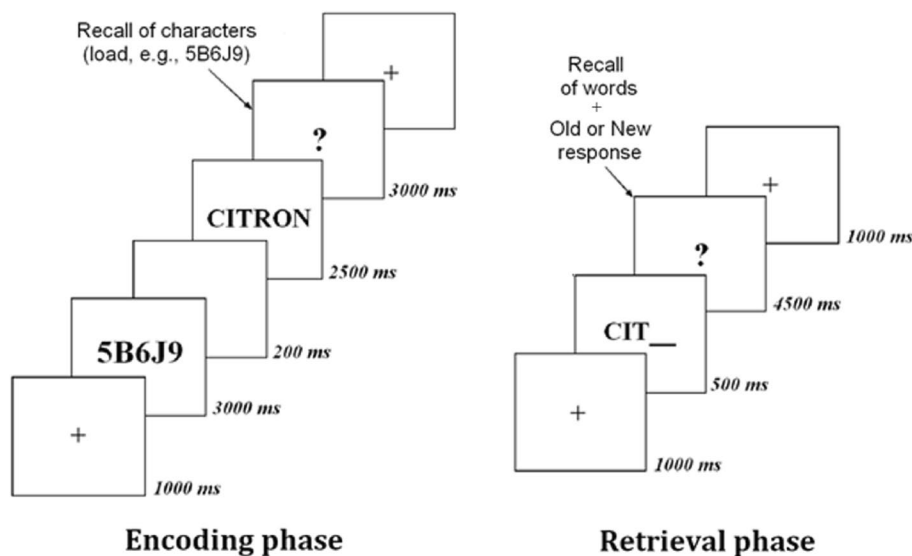 Recall of characters
(load, e.g., 5B6J9)
+
?
3000 ms
CITRON
2500 ms
200 ms
5B6J9
3000 ms
+
1000 ms
Encoding phase
Recall
of words
+
Old or New
response
+
1000 ms
?
4500 ms
CIT__
500 ms
+
1000 ms
Retrieval phase